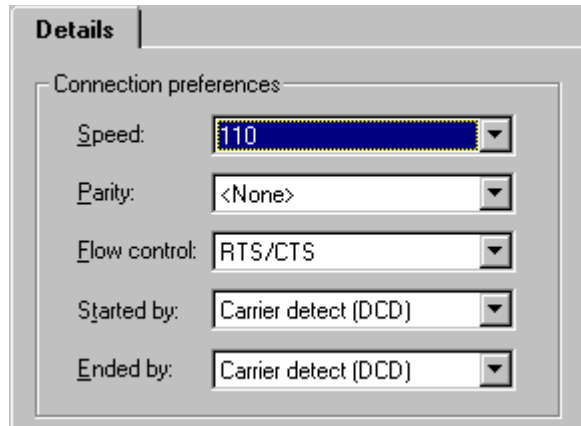 Details
Connection preferences
Speed: 110
Parity: <None>
Flow control: RTS/CTS
Started by: Carrier detect (DCD)
Ended by: Carrier detect (DCD)